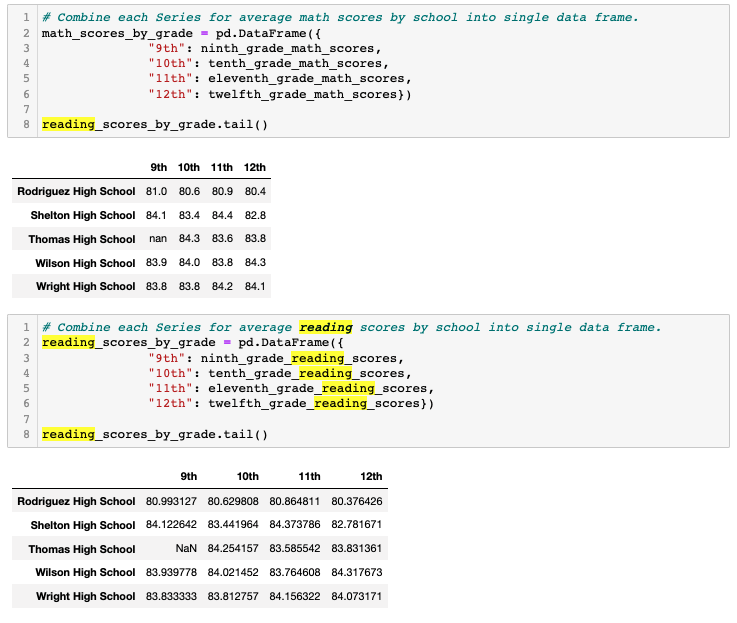 1 # Combine each Series for average math scores by school into single data frame.
2 math_scores_by_grade = pd.DataFrame({
3 "9th": ninth_grade_math_scores,
4 "10th": tenth_grade_math_scores,
5 "11th": eleventh_grade_math_scores,
6 "12th": twelfth_grade_math_scores})
7
8 reading_scores_by_grade.tail()
9th 10th 11th 12th
Rodriguez High School 81.0 80.6 80.9 80.4
Shelton High School 84.1 83.4 84.4 82.8
Thomas High School nan 84.3 83.6 83.8
Wilson High School 83.9 84.0 83.8 84.3
Wright High School 83.8 83.8 84.2 84.1
1 # Combine each Series for average reading scores by school into single data frame.
2 reading_scores_by_grade = pd.DataFrame({
3 "9th": ninth_grade_reading_scores,
4 "10th": tenth_grade_reading_scores,
5 "11th": eleventh_grade_reading_scores,
6 "12th": twelfth_grade_reading_scores})
7
8 reading_scores_by_grade.tail()
9th 10th 11th 12th
Rodriguez High School 80.993127 80.629808 80.864811 80.376426
Shelton High School 84.122642 83.441964 84.373786 82.781671
Thomas High School NaN 84.254157 83.585542 83.831361
Wilson High School 83.939778 84.021452 83.764608 84.317673
Wright High School 83.833333 83.812757 84.156322 84.073171